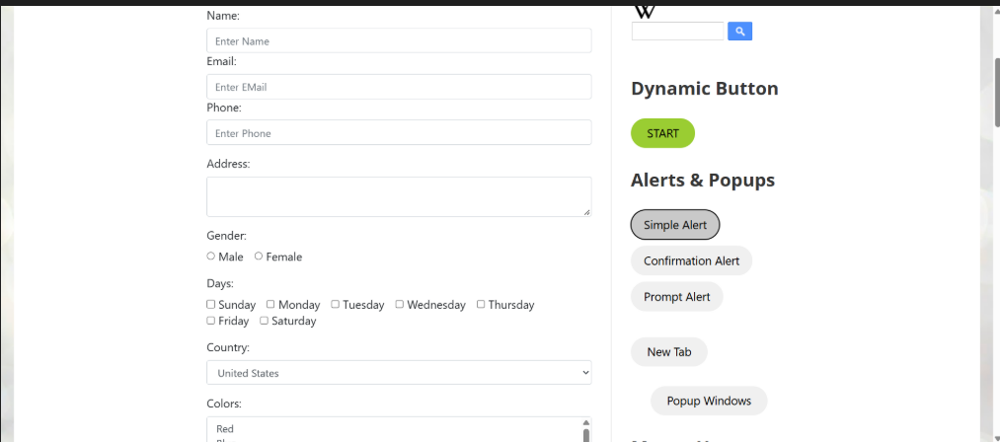 Name:
Enter Name
Email:
Enter EMail
Phone:
Enter Phone
Address:
Gender:
Male Female
Days:
Sunday Monday Tuesday Wednesday Thursday
Friday Saturday
Country:
United States
Colors:
Red
W
Dynamic Button
START
Alerts & Popups
Simple Alert
Confirmation Alert
Prompt Alert
New Tab
Popup Windows